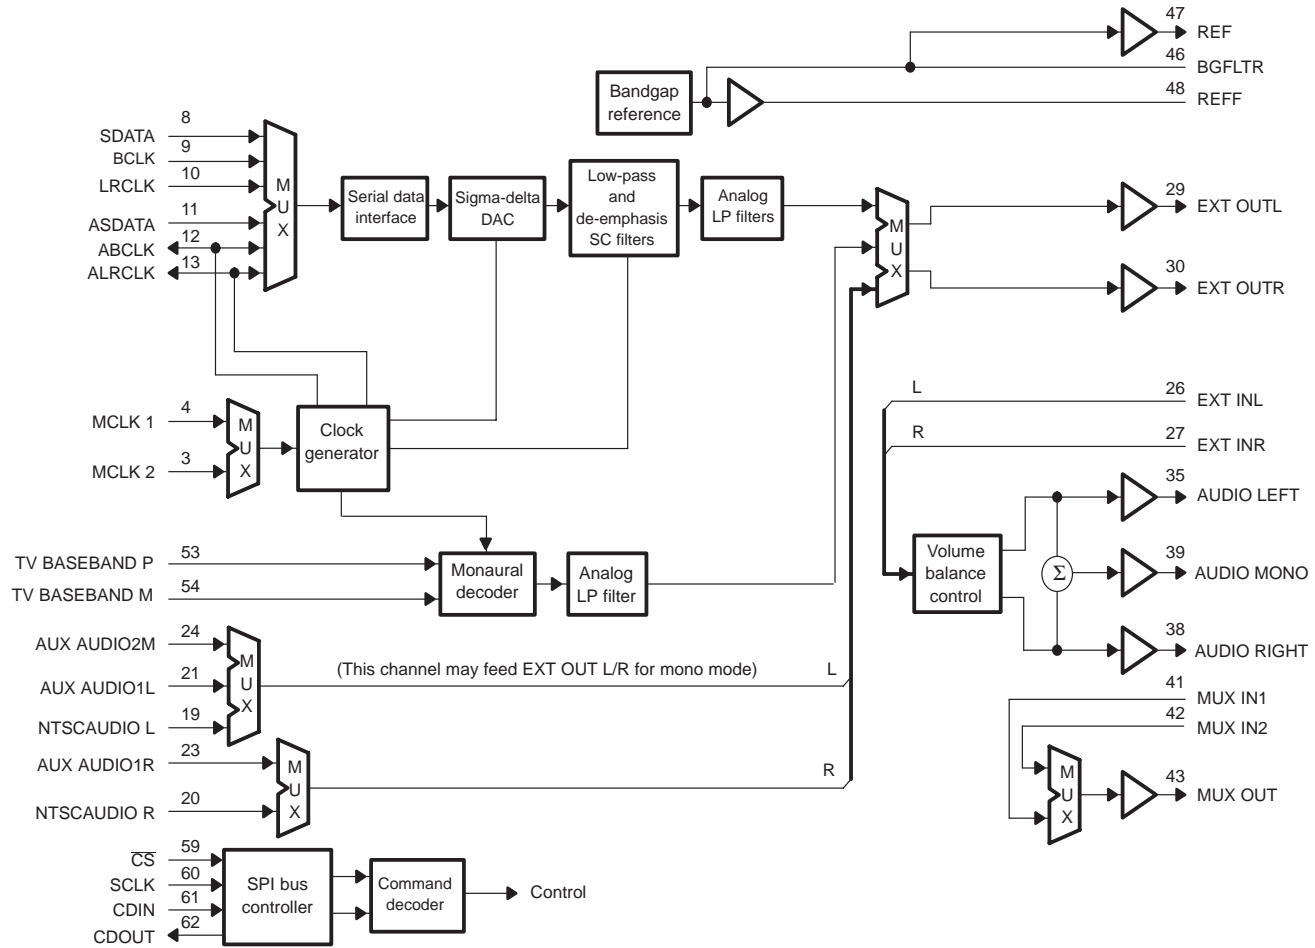 47
REF
46
BGFLTR
48
REFF
Bandgap
reference
8
SDATA
9
BCLK
10
LRCLK
11
ASDATA
12
ABCLK
13
ALRCLK
M
U
X
Serial data
interface
Sigma-delta
DAC
Low-pass
and
de-emphasis
SC filters
Analog
LP filters
M
U
X
29
EXT OUTL
30
EXT OUTR
4
MCLK 1
3
MCLK 2
M
U
X
Clock
generator
L
26
EXT INL
R
27
EXT INR
35
AUDIO LEFT
39
AUDIO MONO
38
AUDIO RIGHT
Volume
balance
control
Σ
53
TV BASEBAND P
54
TV BASEBAND M
Monaural
decoder
Analog
LP filter
24
AUX AUDIO2M
21
AUX AUDIO1L
19
NTSCAUDIO L
M
U
X
(This channel may feed EXT OUT L/R for mono mode)
L
23
AUX AUDIO1R
20
NTSCAUDIO R
M
U
X
R
41
MUX IN1
42
MUX IN2
M
U
X
43
MUX OUT
59
CS
60
SCLK
61
CDIN
62
CDOUT
SPI bus
controller
Command
decoder
Control